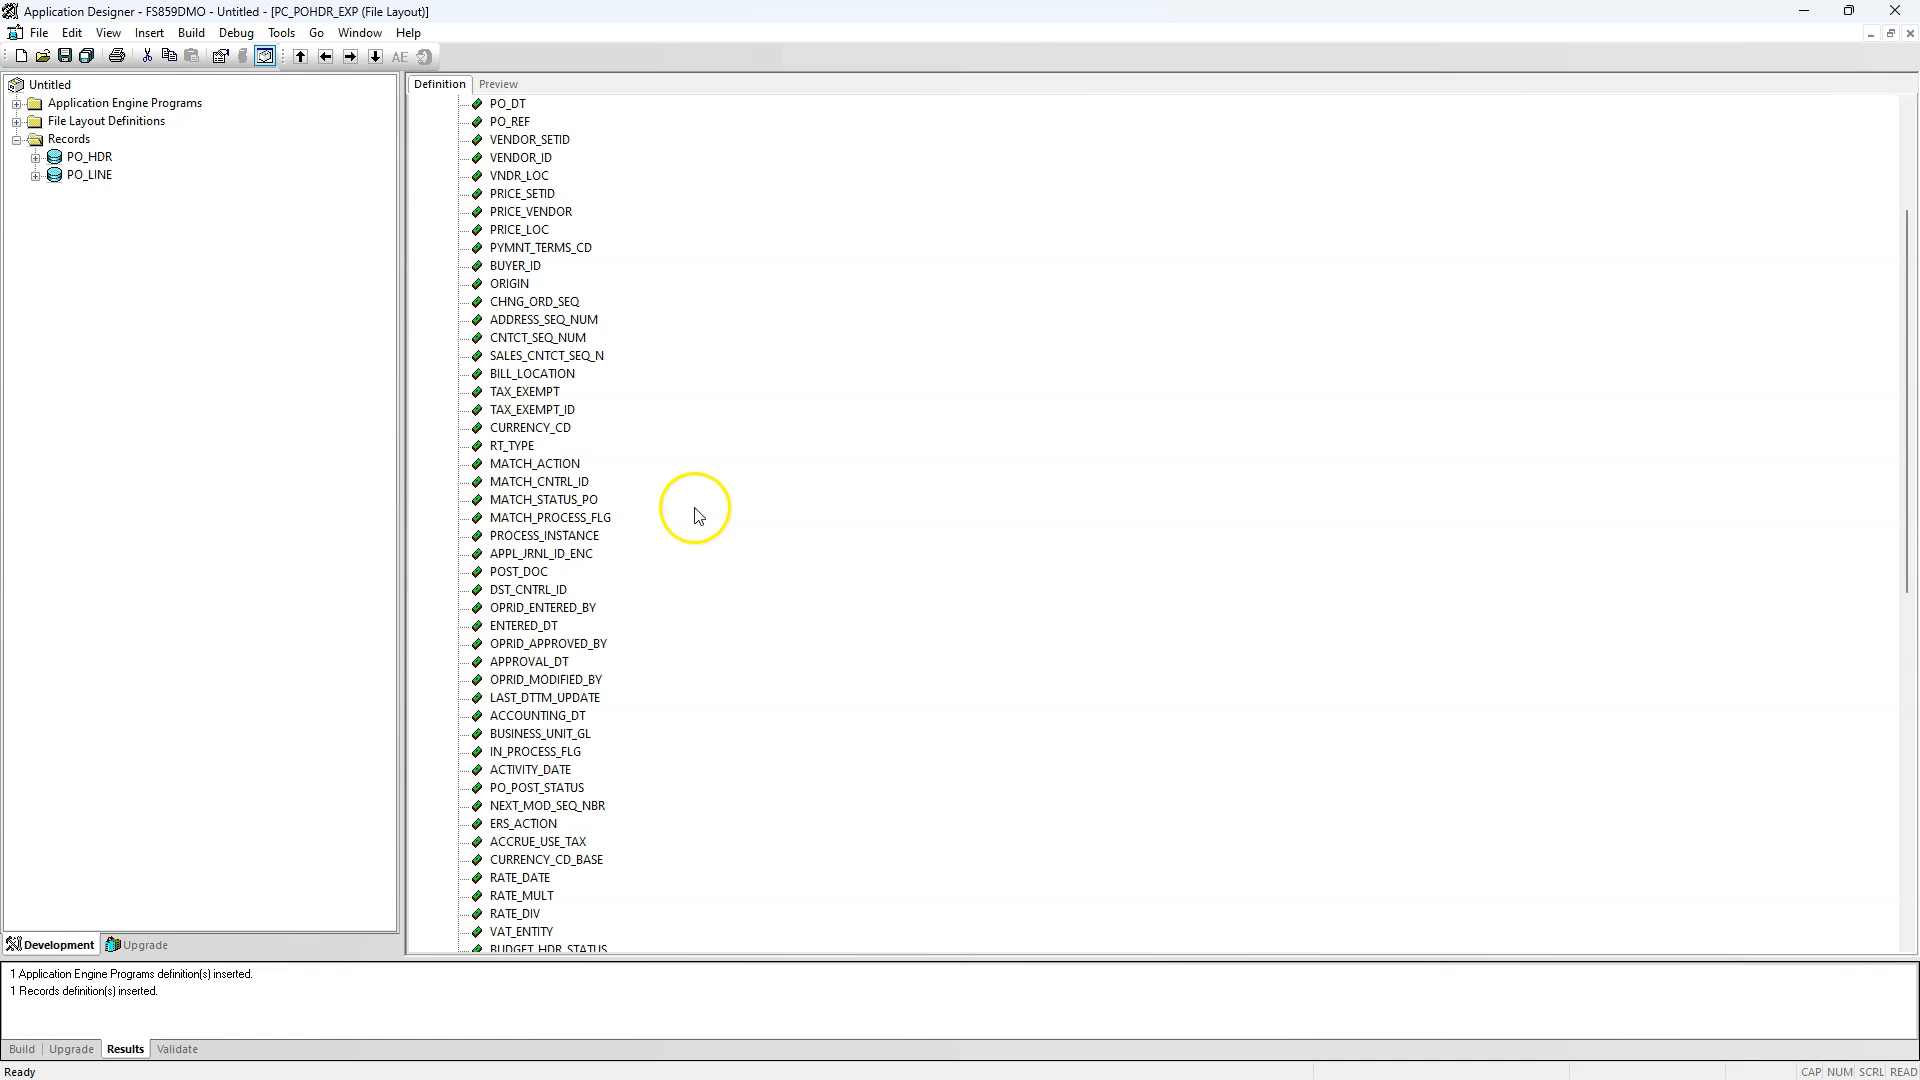 Application Designer - FS859DMO - Untitled - [PC_POHDR_EXP (File Layout)]
File Edit View Insert Build Debug Tools Go Window Help
AE
Untitled
Application Engine Programs
File Layout Definitions
Records
PO_HDR
PO_LINE
Development Upgrade
Definition Preview
PO_DT
PO_REF
VENDOR_SETID
VENDOR_ID
VNDR_LOC
PRICE_SETID
PRICE_VENDOR
PRICE_LOC
PYMNT_TERMS_CD
BUYER_ID
ORIGIN
CHNG_ORD_SEQ
ADDRESS_SEQ_NUM
CNTCT_SEQ_NUM
SALES_CNTCT_SEQ_N
BILL_LOCATION
TAX_EXEMPT
TAX_EXEMPT_ID
CURRENCY_CD
RT_TYPE
MATCH_ACTION
MATCH_CNTRL_ID
MATCH_STATUS_PO
MATCH_PROCESS_FLG
PROCESS_INSTANCE
APPL_JRNL_ID_ENC
POST_DOC
DST_CNTRL_ID
OPRID_ENTERED_BY
ENTERED_DT
OPRID_APPROVED_BY
APPROVAL_DT
OPRID_MODIFIED_BY
LAST_DTTM_UPDATE
ACCOUNTING_DT
BUSINESS_UNIT_GL
IN_PROCESS_FLG
ACTIVITY_DATE
PO_POST_STATUS
NEXT_MOD_SEQ_NBR
ERS_ACTION
ACCRUE_USE_TAX
CURRENCY_CD_BASE
RATE_DATE
RATE_MULT
RATE_DIV
VAT_ENTITY
BUDGET_HDR_STATUS
1 Application Engine Programs definition(s) inserted.
1 Records definition(s) inserted.
Build Upgrade Results Validate
Ready
CAP NUM SCRL READ